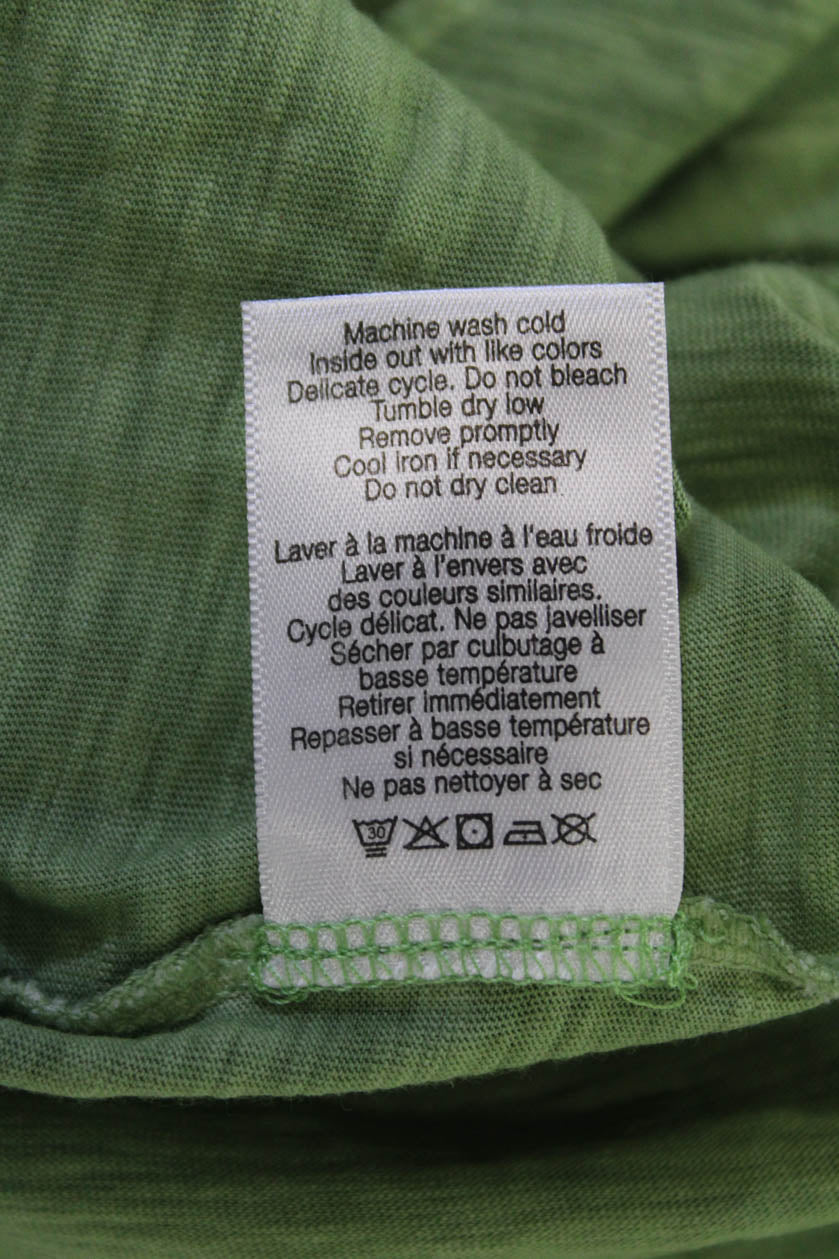 Machine wash cold
Inside out with like colors
Delicate cycle. Do not bleach
Tumble dry low
Remove promptly
Cool iron if necessary
Do not dry clean
Laver à la machine à l'eau froide
Laver à l'envers avec
des couleurs similaires.
Cycle délicat. Ne pas javelliser
Sécher par culbutage à
basse température
Retirer immédiatement
Repasser à basse température
si nécessaire
Ne pas nettoyer à sec
30